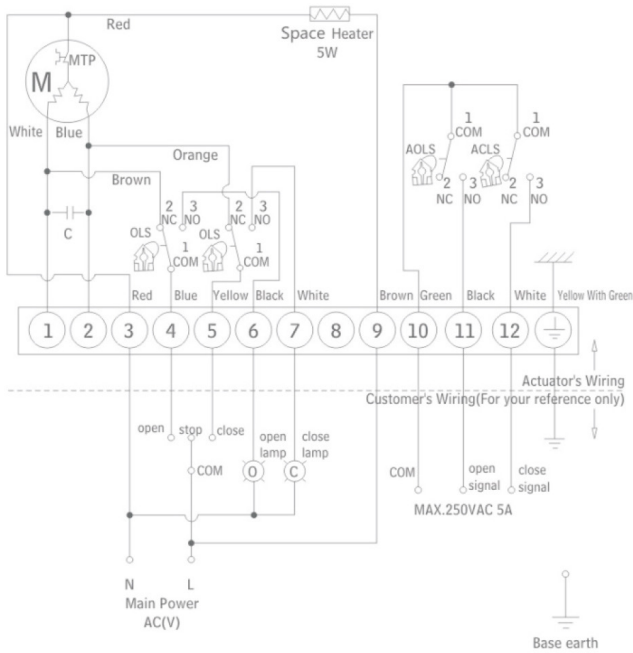 Red
Space Heater
5W
MTP
M
White Blue
1
COM
1
COM
AOLS
ACLS
Orange
2
NC
3
NO
2
NC
3
NO
Brown
2
NC
3
NO
2
NC
3
NO
C
OLS
OLS
1
COM
1
COM
Red
Blue
Yellow
Black
White
Brown
Green
Black
White
Yellow With Green
1 2 3 4 5 6 7 8 9 10 11 12
Actuator's Wiring
Customer's Wiring(For your reference only)
open
stop
close
open
lamp
close
lamp
COM
O
C
COM
open
signal
close
signal
MAX.250VAC 5A
N
L
Main Power
AC(V)
Base earth